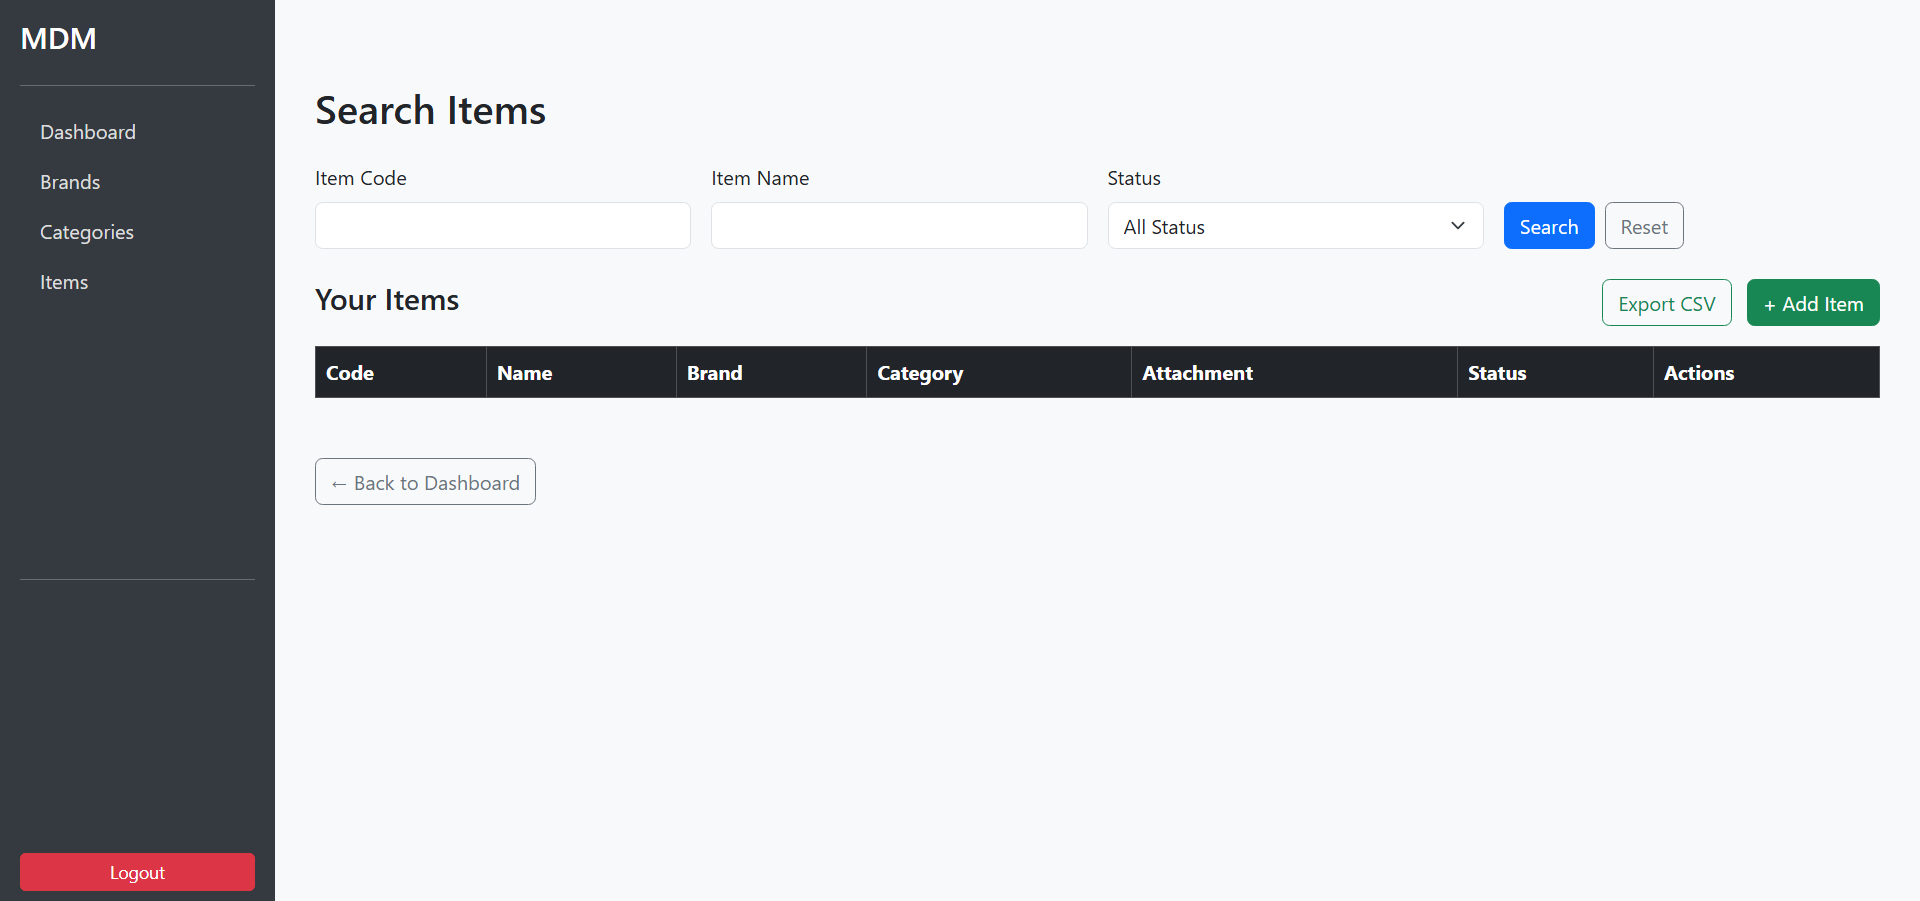 MDM
Dashboard
Brands
Categories
Items
Logout
Search Items
Item Code
Item Name
Status
All Status
Search
Reset
Your Items
Export CSV
+ Add Item
Code Name Brand Category Attachment Status Actions
← Back to Dashboard